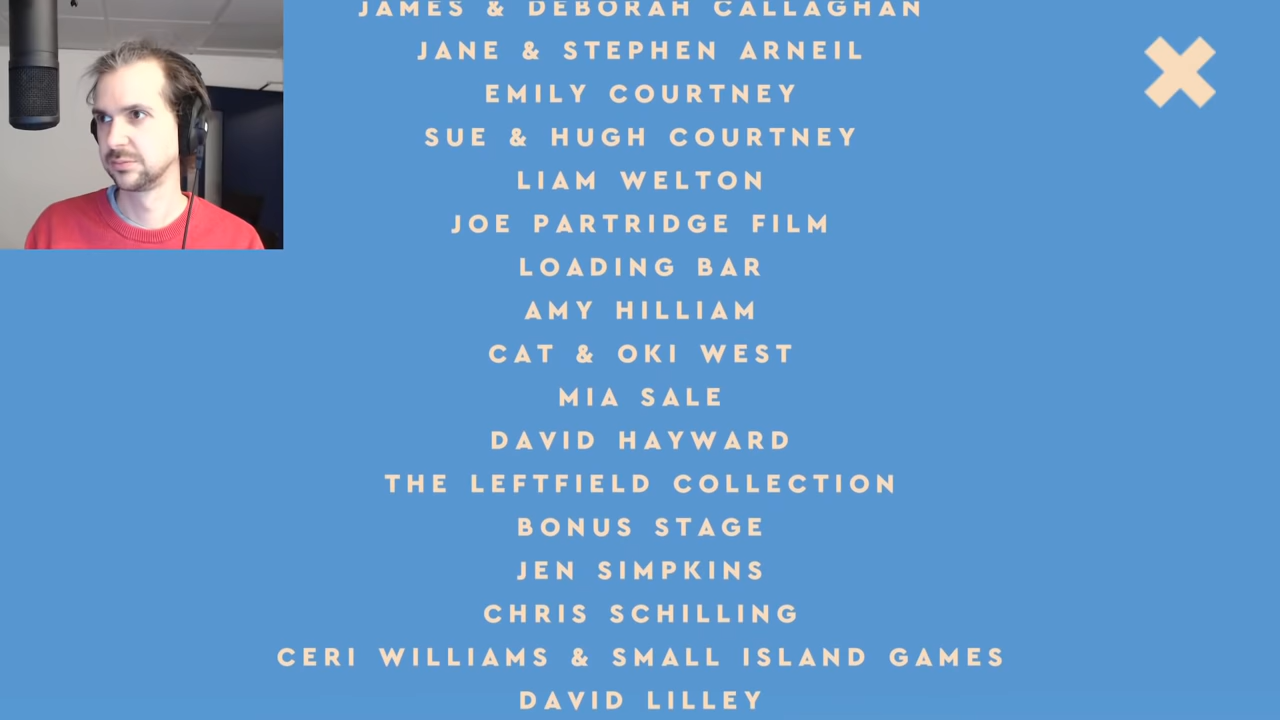 JAMES & DEBORAH CALLAGHAN
JANE & STEPHEN ARNEIL
EMILY COURTNEY
SUE & HUGH COURTNEY
LIAM WELTON
JOE PARTRIDGE FILM
LOADING BAR
AMY HILLIAM
CAT & OKI WEST
MIA SALE
DAVID HAYWARD
THE LEFTFIELD COLLECTION
BONUS STAGE
JEN SIMPKINS
CHRIS SCHILLING
CERI WILLIAMS & SMALL ISLAND GAMES
DAVID LILLEY